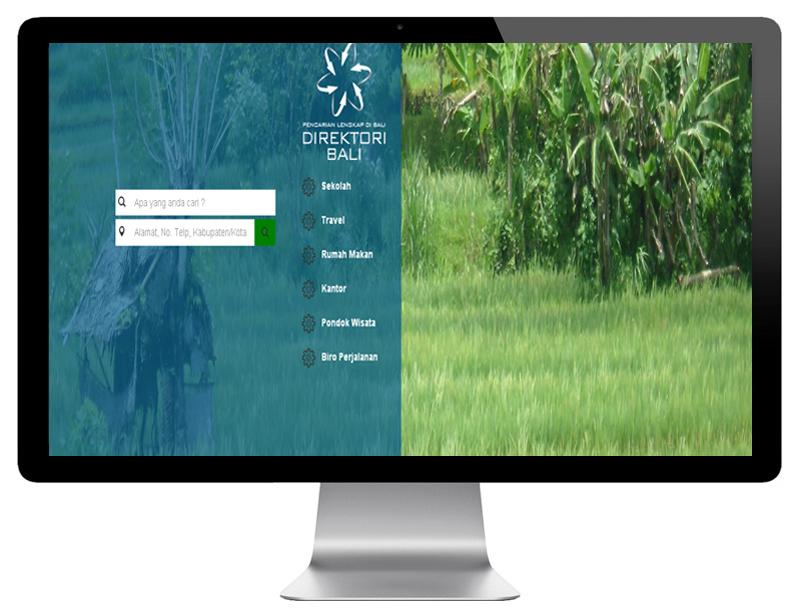 PENCARIAN LENGKAP DI BALI
DIREKTORI
BALI
Apa yang anda cari ?
Alamat, No. Telp, Kabupaten/Kota
Sekolah
Travel
Rumah Makan
Kantor
Pondok Wisata
Biro Perjalanan